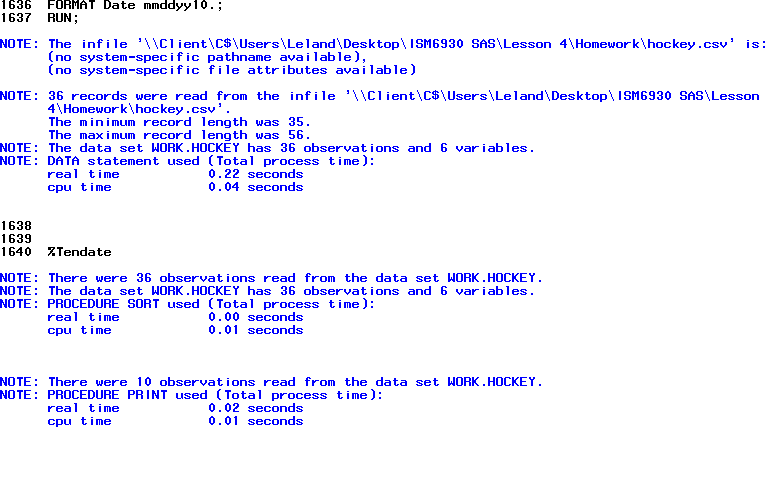 1636  FORMAT Date mmddyy10.;
1637  RUN;
NOTE: The infile '\\Client\C$\Users\Leland\Desktop\ISM6930 SAS\Lesson 4\Homework\hockey.csv' is:
      (no system-specific pathname available),
      (no system-specific file attributes available)
NOTE: 36 records were read from the infile '\\Client\C$\Users\Leland\Desktop\ISM6930 SAS\Lesson
      4\Homework\hockey.csv'.
      The minimum record length was 35.
      The maximum record length was 56.
NOTE: The data set WORK.HOCKEY has 36 observations and 6 variables.
NOTE: DATA statement used (Total process time):
      real time           0.22 seconds
      cpu time            0.04 seconds
1638
1639
1640  %Tendate
NOTE: There were 36 observations read from the data set WORK.HOCKEY.
NOTE: The data set WORK.HOCKEY has 36 observations and 6 variables.
NOTE: PROCEDURE SORT used (Total process time):
      real time           0.00 seconds
      cpu time            0.01 seconds
NOTE: There were 10 observations read from the data set WORK.HOCKEY.
NOTE: PROCEDURE PRINT used (Total process time):
      real time           0.02 seconds
      cpu time            0.01 seconds